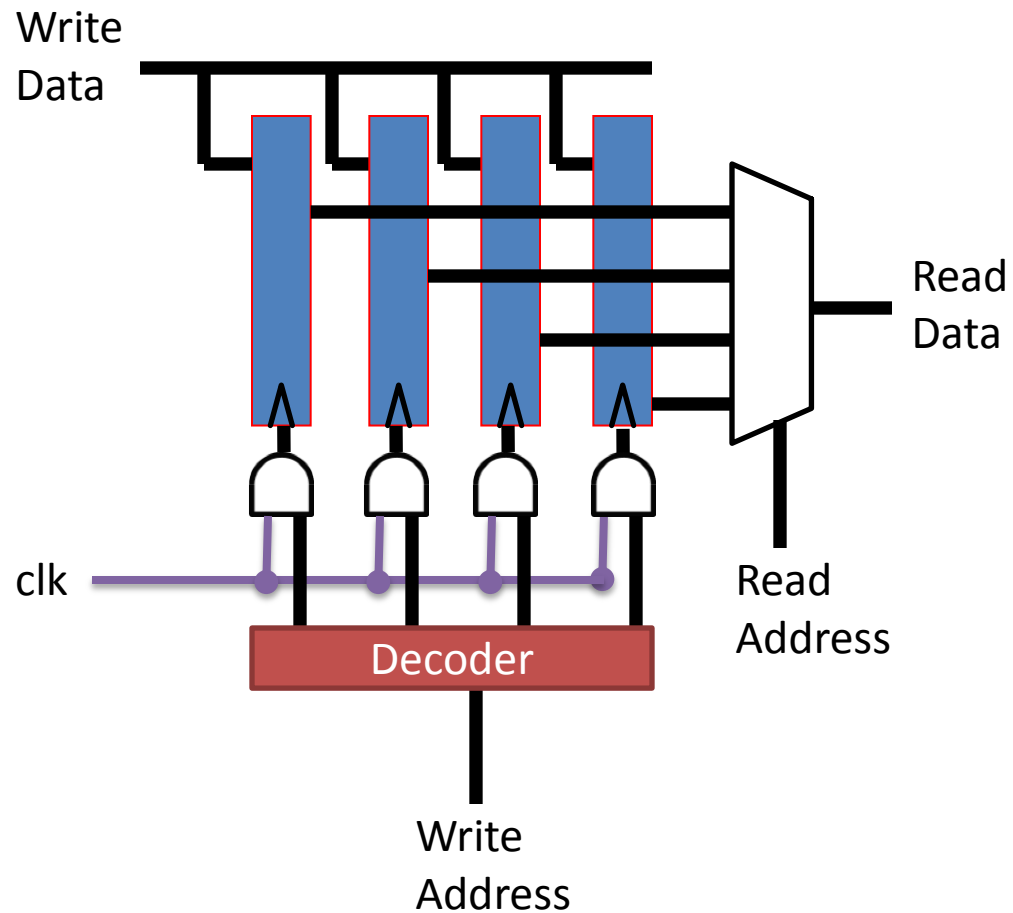 Write
Data
Read
Data
clk
Read
Address
Decoder
Write
Address